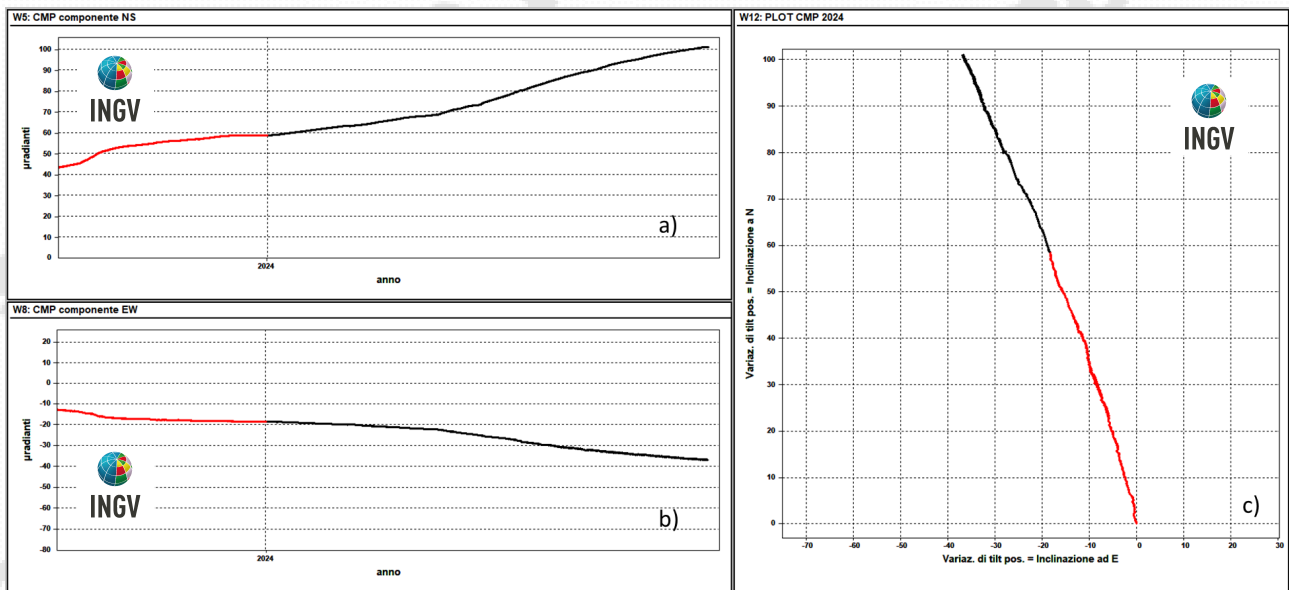 W5: CMP componente NS
100
90
80
70
60
50
40
30
20
10
0
µradianti
INGV
a)
2024
anno
W8: CMP componente EW
20
10
0
-10
-20
-30
-40
-50
-60
-70
-80
µradianti
INGV
b)
2024
anno
W12: PLOT CMP 2024
100
90
80
70
60
50
40
30
20
10
0
Variaz. di tilt pos. = Inclinazione a N
INGV
c)
-70 -60 -50 -40 -30 -20 -10 0 10 20 30
Variaz. di tilt pos. = Inclinazione ad E